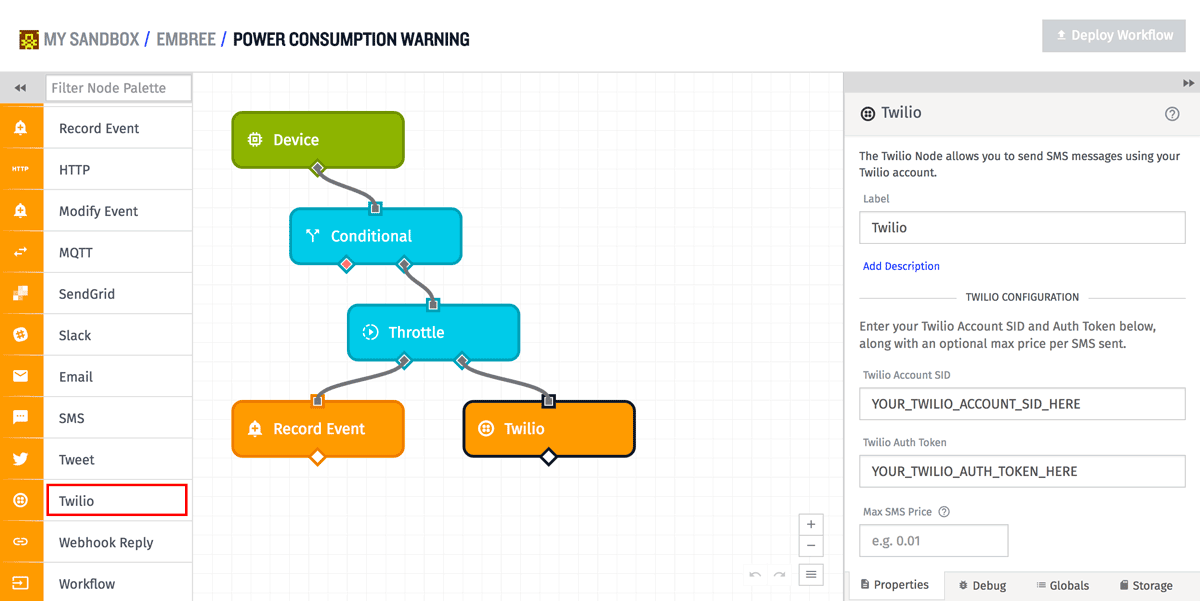 MY SANDBOX / EMBREE / POWER CONSUMPTION WARNING
Deploy Workflow
Filter Node Palette
Record Event
HTTP HTTP
Modify Event
MQTT
SendGrid
Slack
Email
SMS
Tweet
Twilio
Webhook Reply
Workflow
Device
Conditional
Throttle
Record Event
Twilio
+
−
Twilio
?
The Twilio Node allows you to send SMS messages using your
Twilio account.
Label
Twilio
Add Description
TWILIO CONFIGURATION
Enter your Twilio Account SID and Auth Token below,
along with an optional max price per SMS sent.
Twilio Account SID
YOUR_TWILIO_ACCOUNT_SID_HERE
Twilio Auth Token
YOUR_TWILIO_AUTH_TOKEN_HERE
Max SMS Price ?
e.g. 0.01
Properties Debug Globals Storage